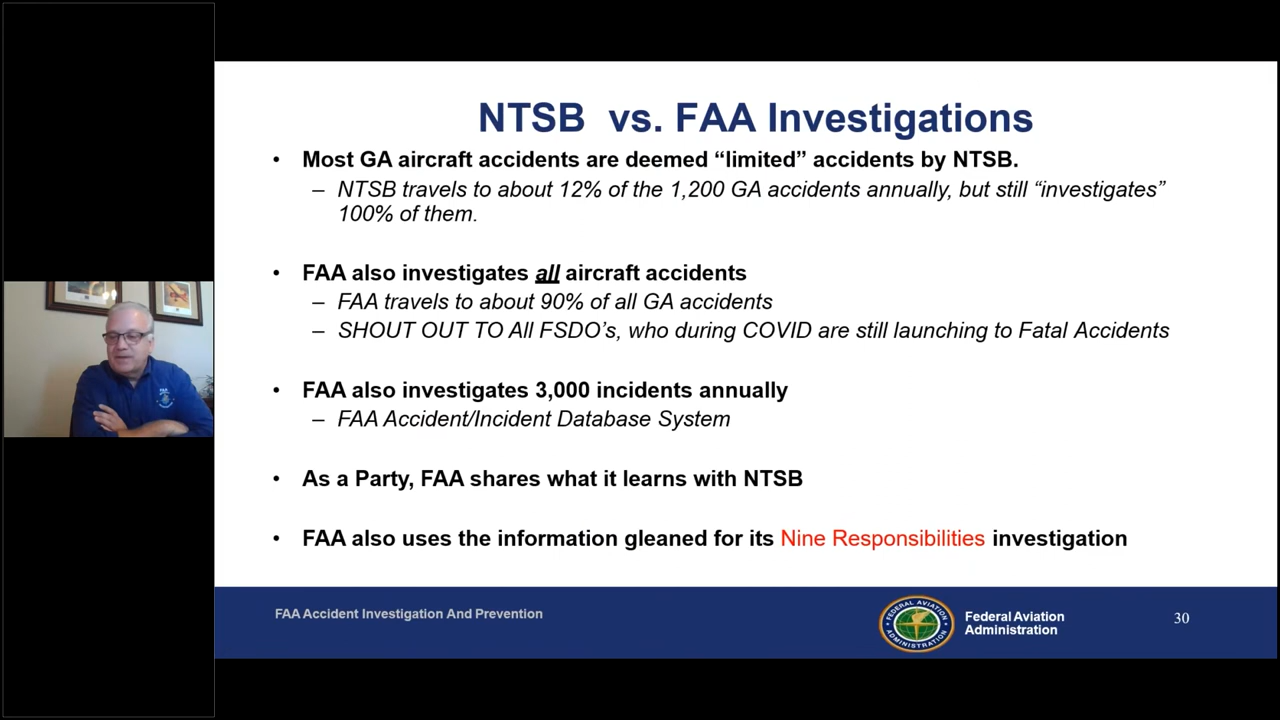 NTSB vs. FAA Investigations
• Most GA aircraft accidents are deemed “limited” accidents by NTSB.
– NTSB travels to about 12% of the 1,200 GA accidents annually, but still “investigates”
100% of them.
• FAA also investigates all aircraft accidents
– FAA travels to about 90% of all GA accidents
– SHOUT OUT TO All FSDO’s, who during COVID are still launching to Fatal Accidents
• FAA also investigates 3,000 incidents annually
– FAA Accident/Incident Database System
• As a Party, FAA shares what it learns with NTSB
• FAA also uses the information gleaned for its Nine Responsibilities investigation
FAA Accident Investigation And Prevention
FEDERAL AVIATION
ADMINISTRATION
Federal Aviation
Administration
30